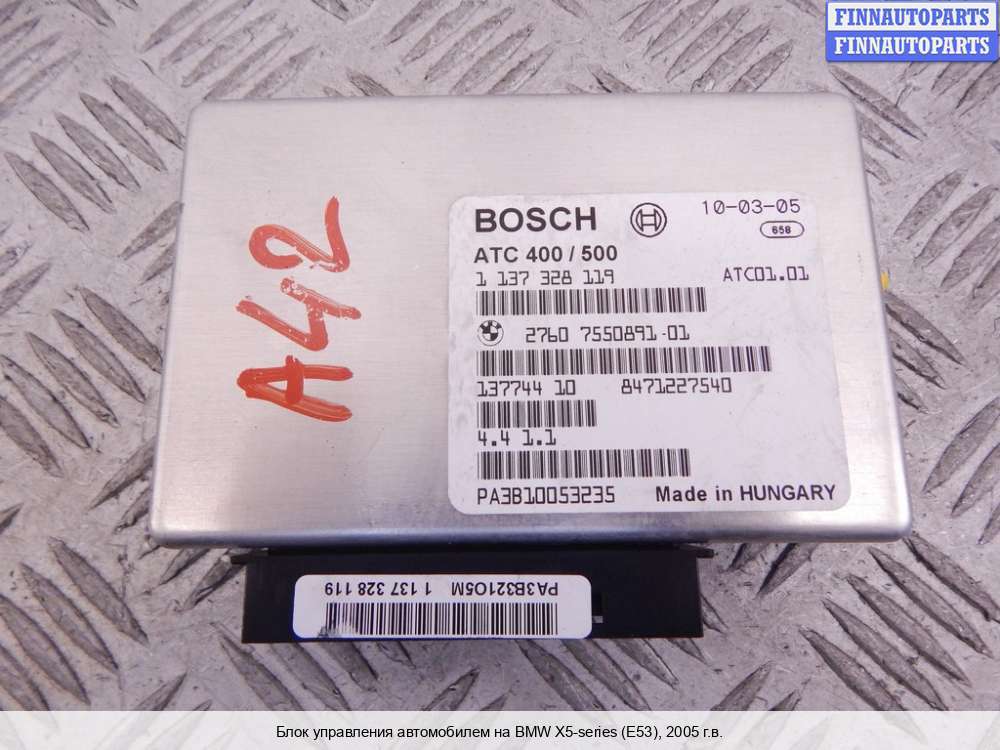 FINNAUTOPARTS
FINNAUTOPARTS
A42
BOSCH
10-03-05
658
ATC 400 / 500
1 137 328 119
ATC01.01
2760 7550891-01
137744 10 8471227540
4.4 1.1
PA3B10053235
Made in HUNGARY
PA3B32105M 1 137 328 119
Блок управления автомобилем на BMW X5-series (E53), 2005 г.в.